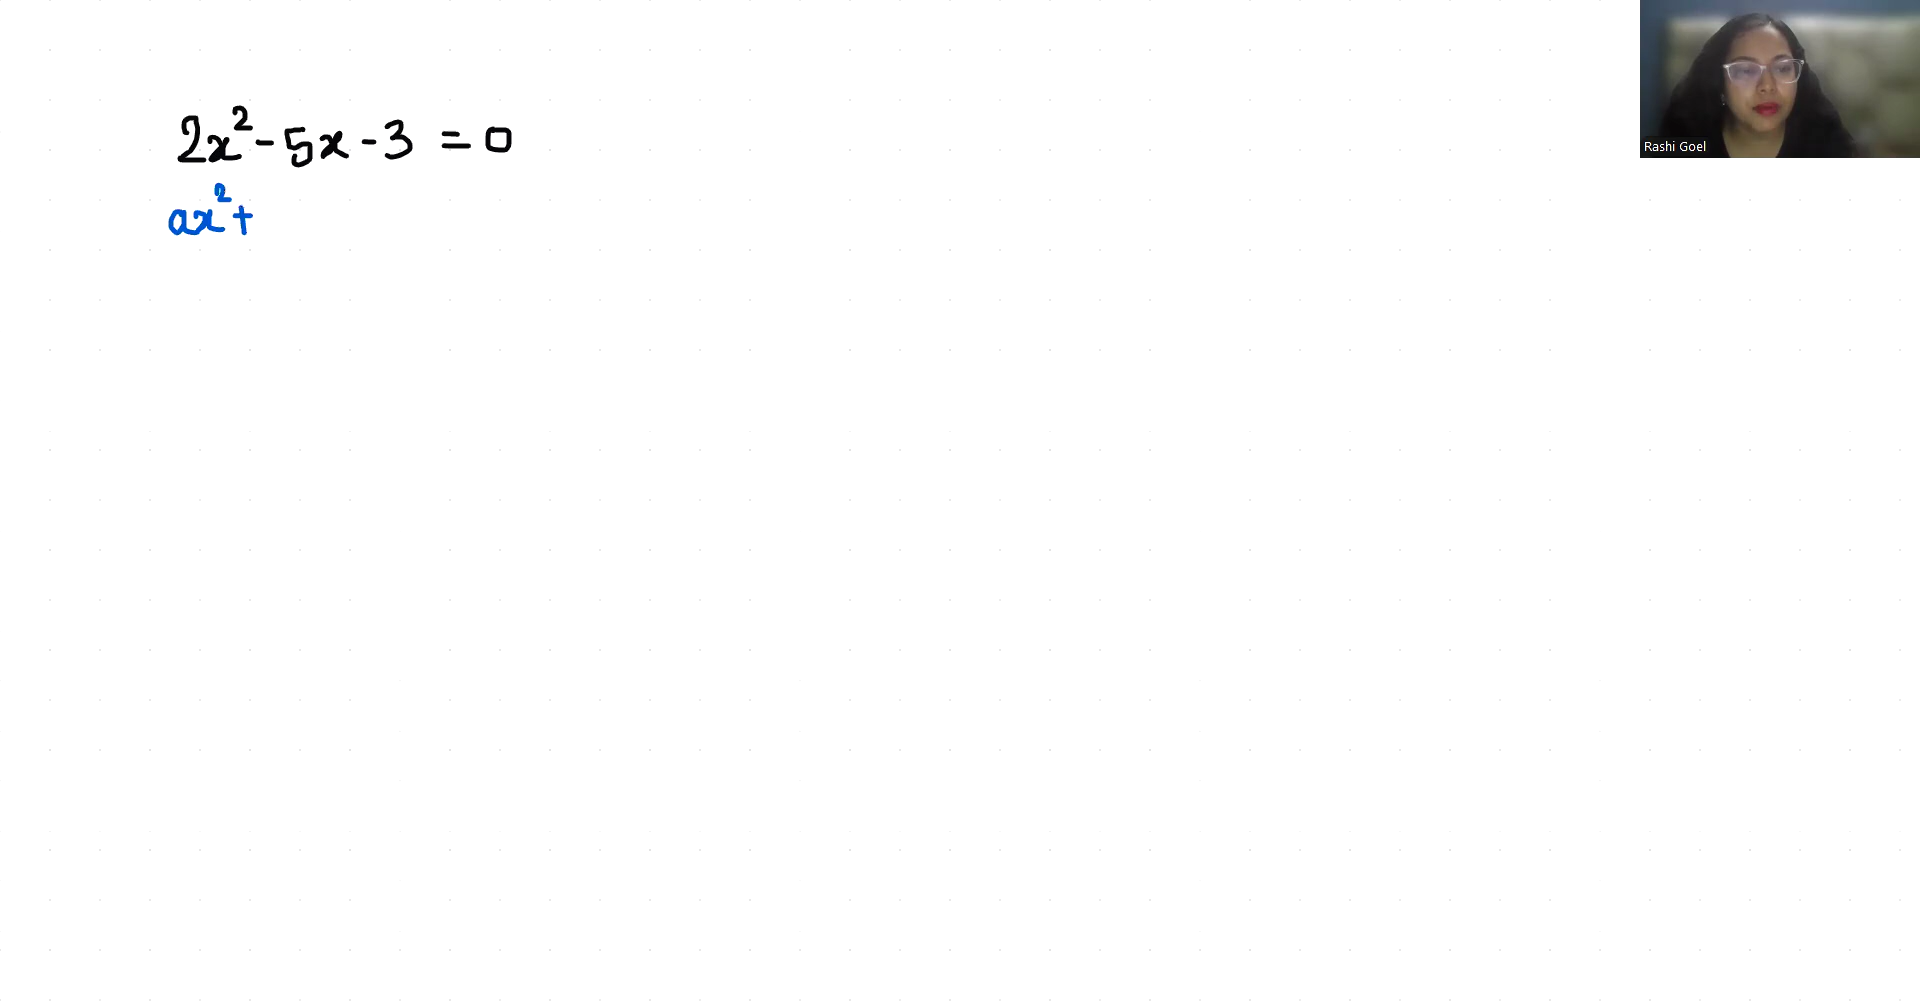 2x² - 5x - 3 = 0
ax² +
Rashi Goel